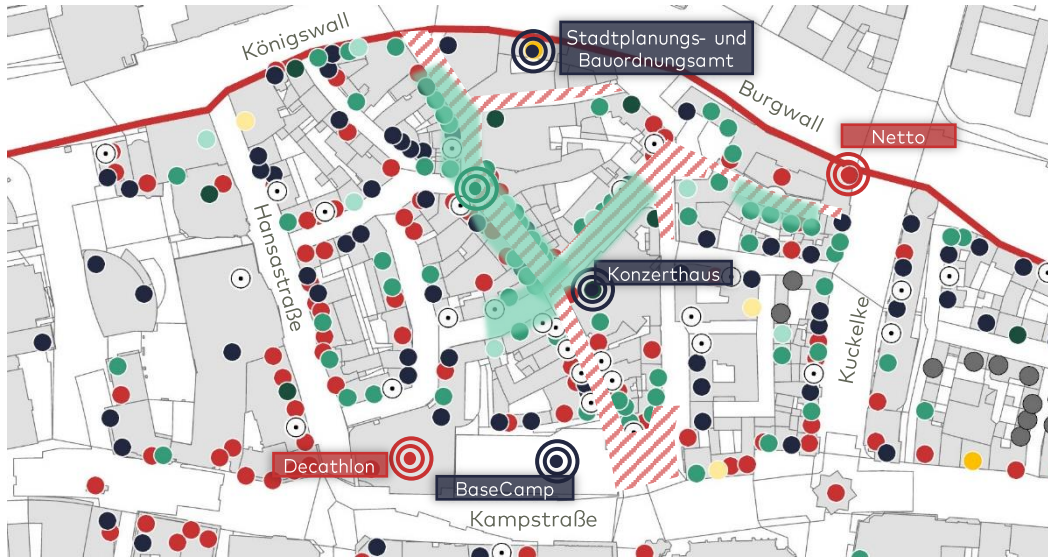 Königswall
Stadtplanungs- und
Bauordnungsamt
Burgwall
Netto
Hansastraße
Konzerthaus
Kuckelke
Decathlon
BaseCamp
Kampstraße